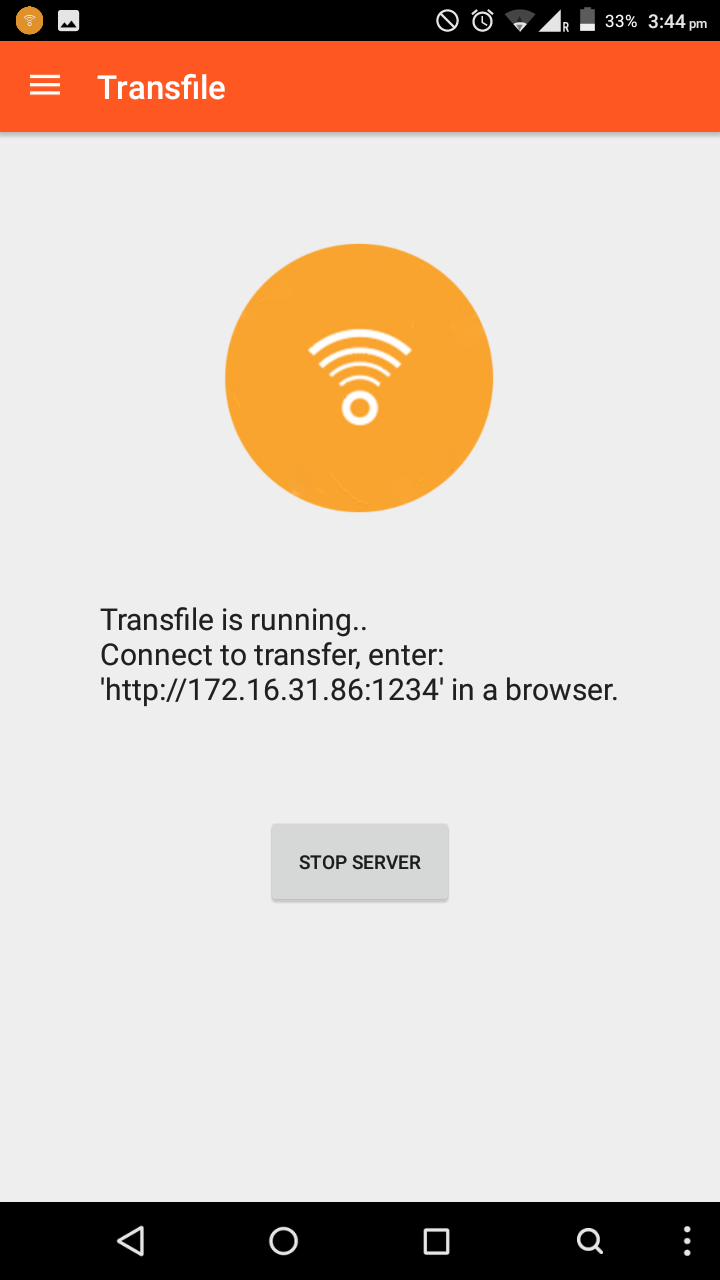 R 33% 3:44 pm
Transfile
Transfile is running..
Connect to transfer, enter:
'http://172.16.31.86:1234' in a browser.
STOP SERVER